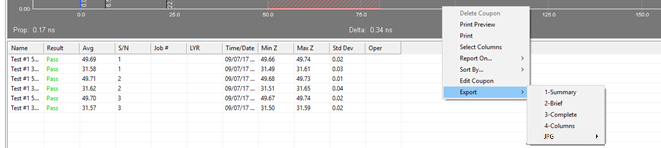 0.0 25.0 50.0 75.0 125.0 150.0
Prop: 0.17 ns Delta: 0.34 ns
Name Result Avg S/N Job # LYR Time/Date Min Z Max Z Std Dev Oper
Test #1 5... Pass 49.69 1 09/07/17 ... 49.66 49.74 0.02
Test #1 3... Pass 31.58 1 09/07/17 ... 31.49 31.61 0.03
Test #1 5... Pass 49.71 2 09/07/17 ... 49.68 49.73 0.01
Test #1 3... Pass 31.62 2 09/07/17 ... 31.51 31.65 0.04
Test #1 5... Pass 49.70 3 09/07/17 ... 49.67 49.74 0.02
Test #1 3... Pass 31.57 3 09/07/17 ... 31.50 31.59 0.02
Delete Coupon
Print Preview
Print
Select Columns
Report On...
Sort By...
Edit Coupon
Export
1-Summary
2-Brief
3-Complete
4-Columns
JPG